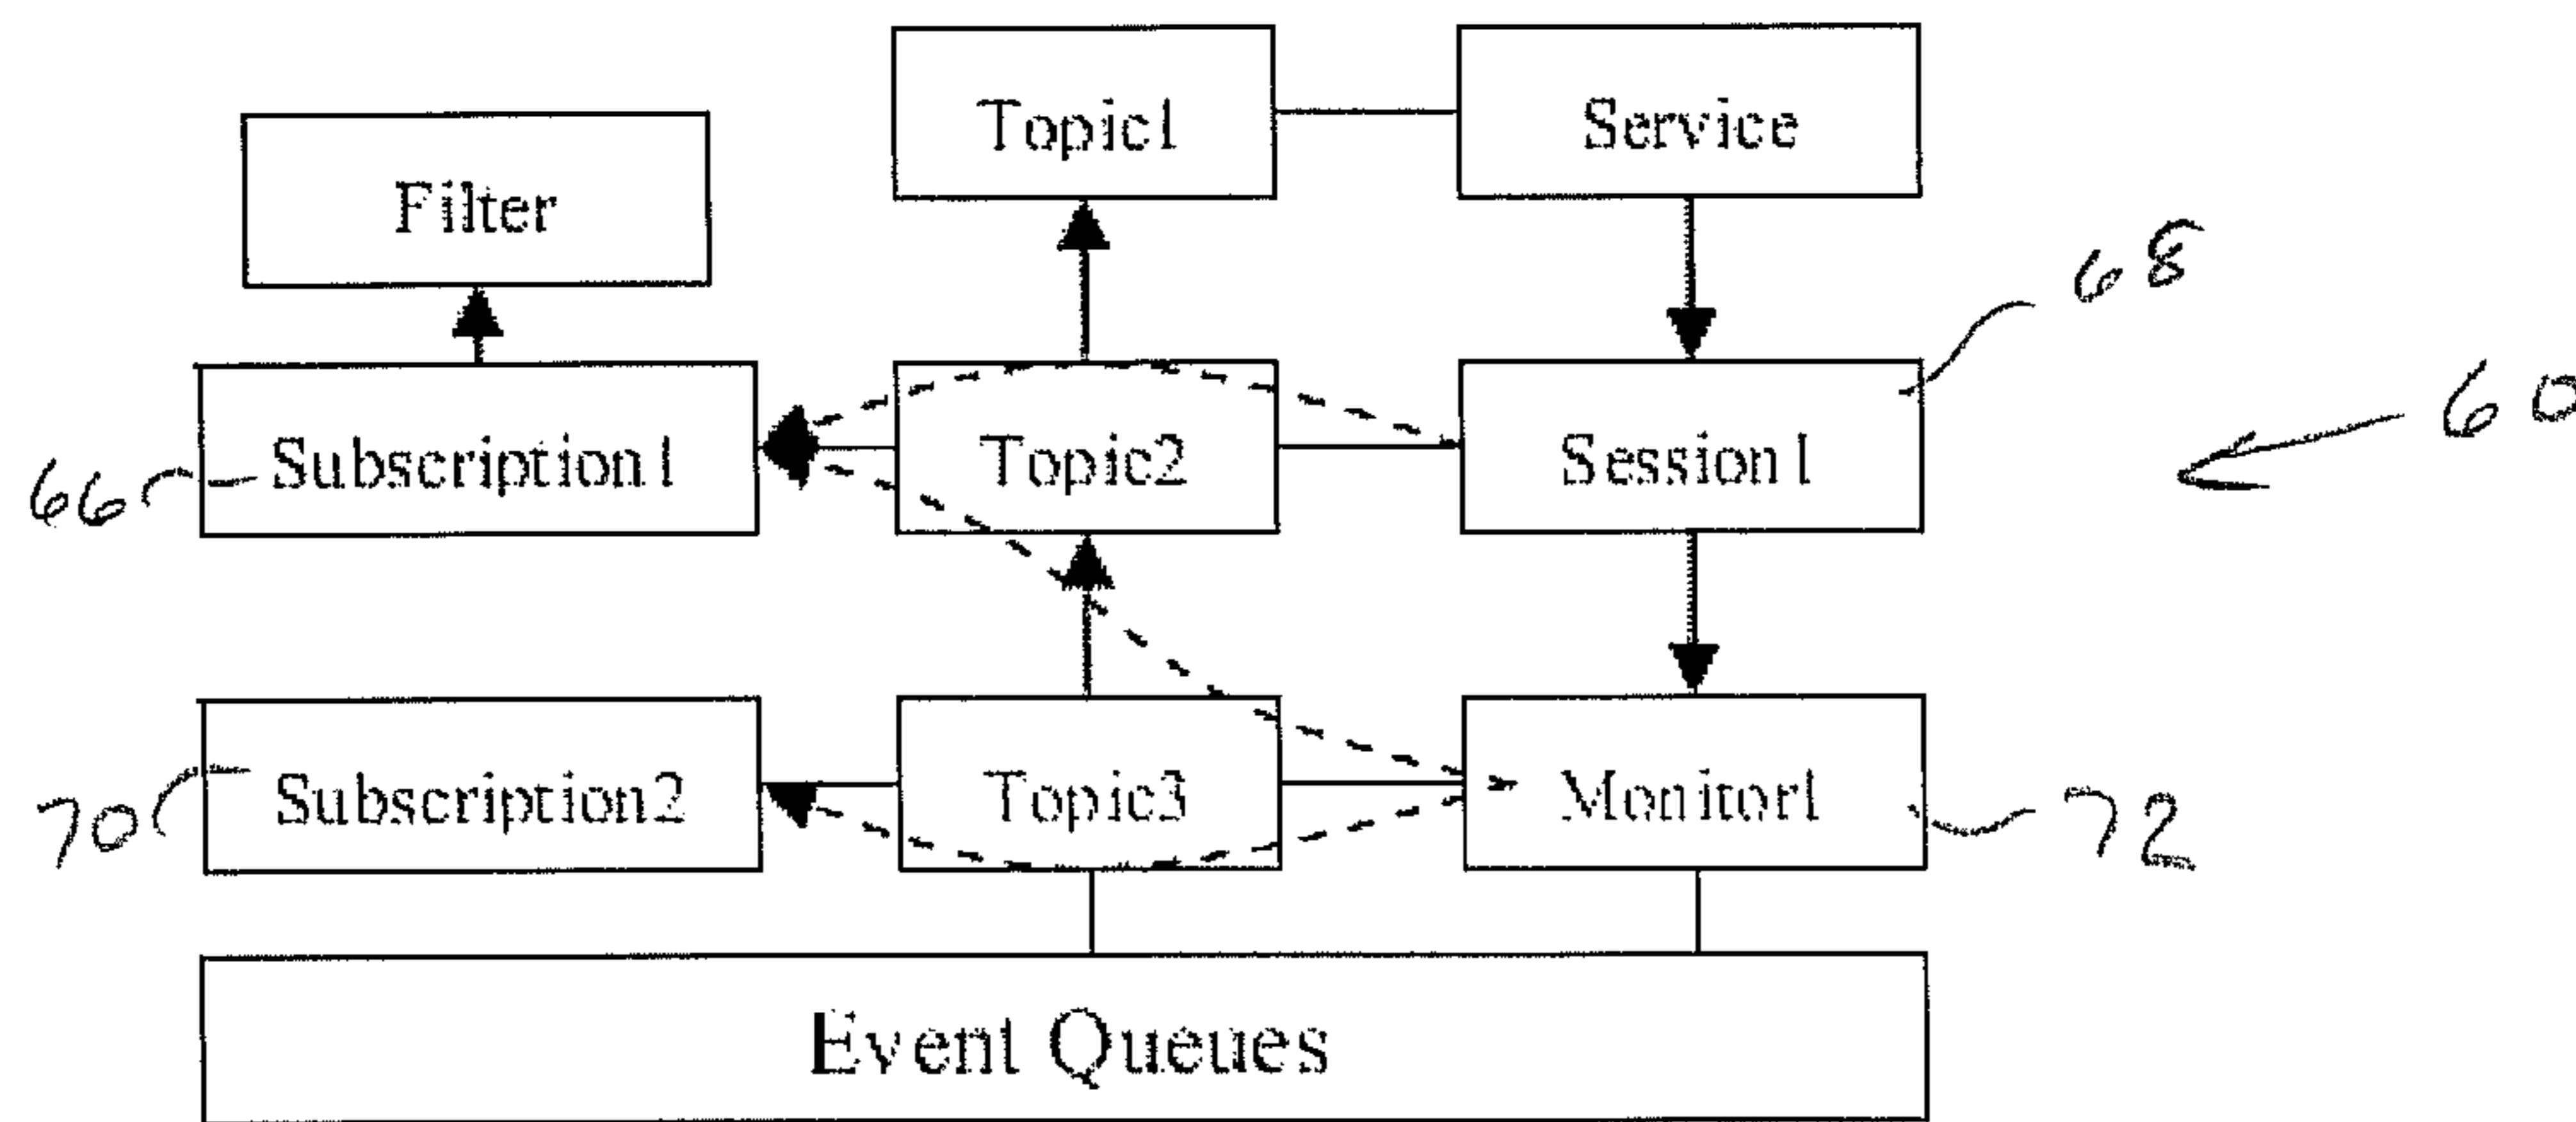 Topic1
Service
Filter
68
60
Subscription1
Topic2
Session1
66
Subscription2
Topic3
Monitor1
70
72
Event Queues